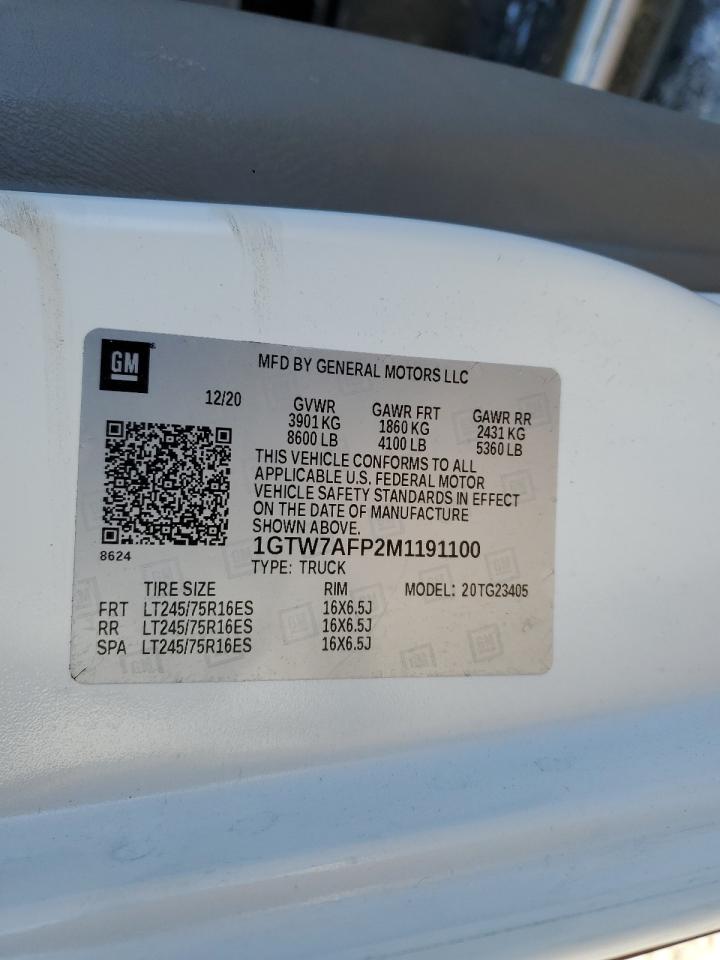 GM
MFD BY GENERAL MOTORS LLC
12/20
GVWR GAWR FRT GAWR RR
3901 KG 1860 KG 2431 KG
8600 LB 4100 LB 5360 LB
THIS VEHICLE CONFORMS TO ALL
APPLICABLE U.S. FEDERAL MOTOR
VEHICLE SAFETY STANDARDS IN EFFECT
ON THE DATE OF MANUFACTURE
SHOWN ABOVE.
8624
1GTW7AFP2M1191100
TYPE: TRUCK
TIRE SIZE RIM MODEL: 20TG23405
FRT LT245/75R16ES 16X6.5J
RR LT245/75R16ES 16X6.5J
SPA LT245/75R16ES 16X6.5J